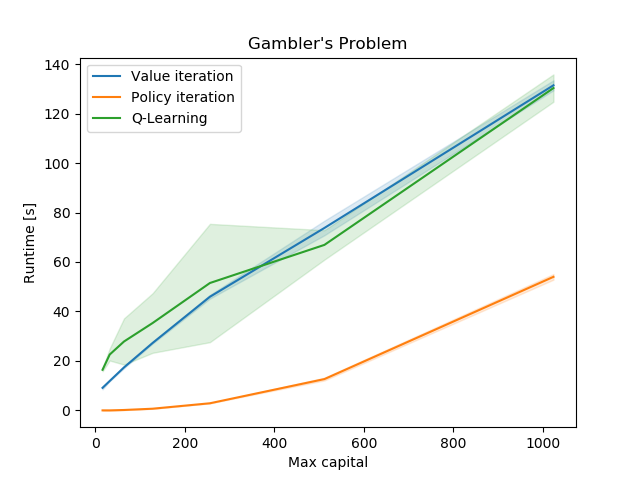 Gambler's Problem
Value iteration
Policy iteration
Q-Learning
Runtime [s]
140
120
100
80
60
40
20
0
0 200 400 600 800 1000
Max capital